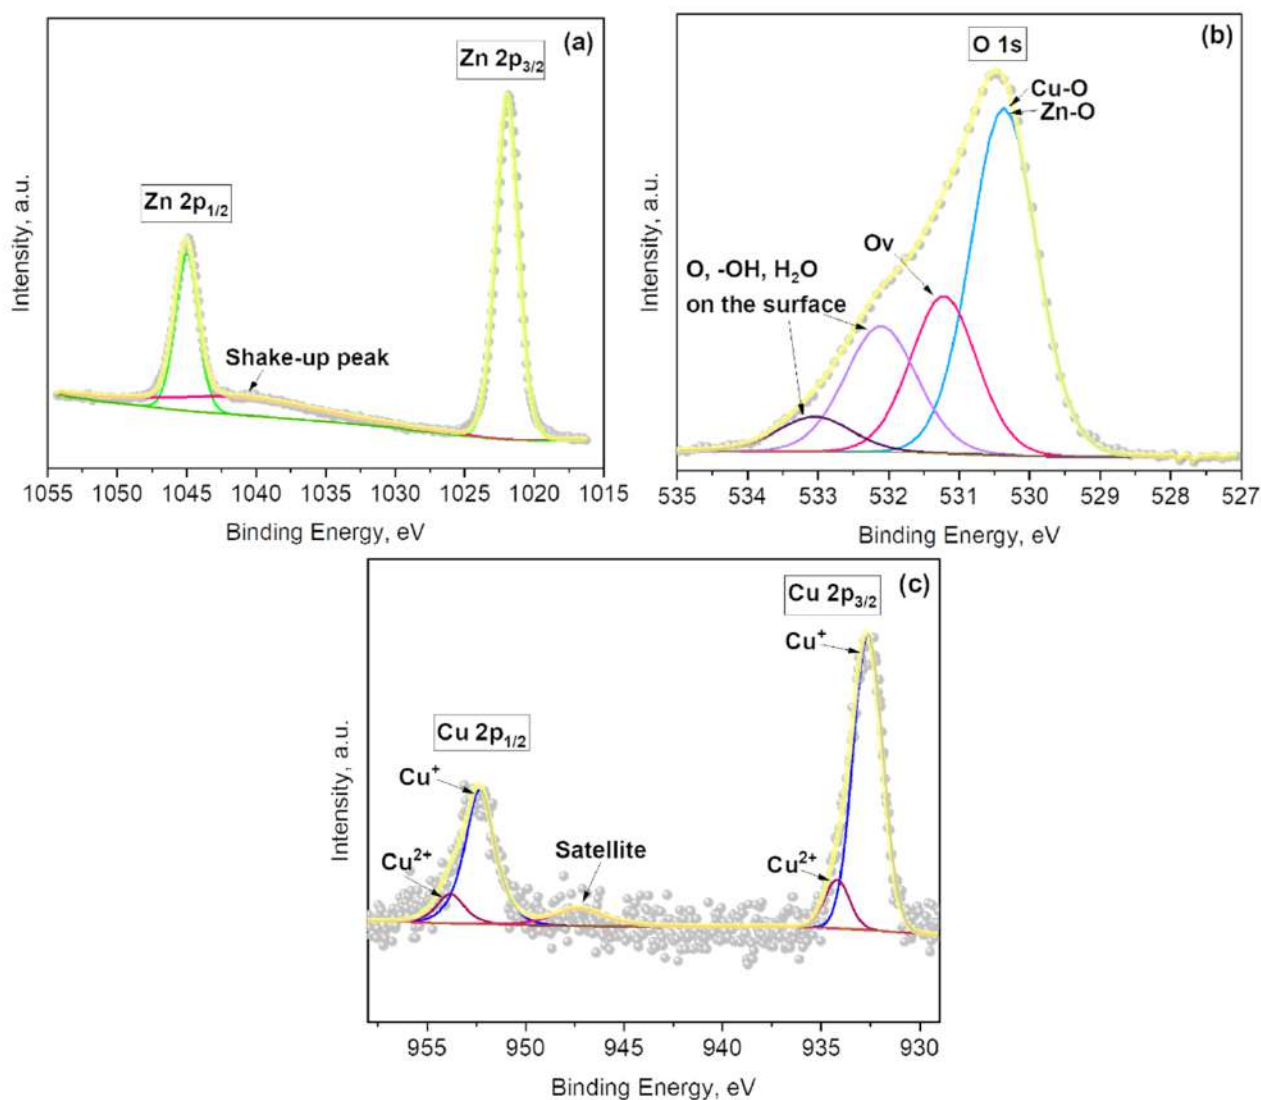 (a)
Zn 2p3/2
Zn 2p1/2
Shake-up peak
Intensity, a.u.
1055 1050 1045 1040 1035 1030 1025 1020 1015
Binding Energy, eV
(b)
O 1s
Cu-O
Zn-O
Ov
O, -OH, H2O
on the surface
Intensity, a.u.
535 534 533 532 531 530 529 528 527
Binding Energy, eV
(c)
Cu 2p3/2
Cu+
Cu 2p1/2
Cu+
Satellite
Cu2+
Cu2+
Intensity, a.u.
955 950 945 940 935 930
Binding Energy, eV